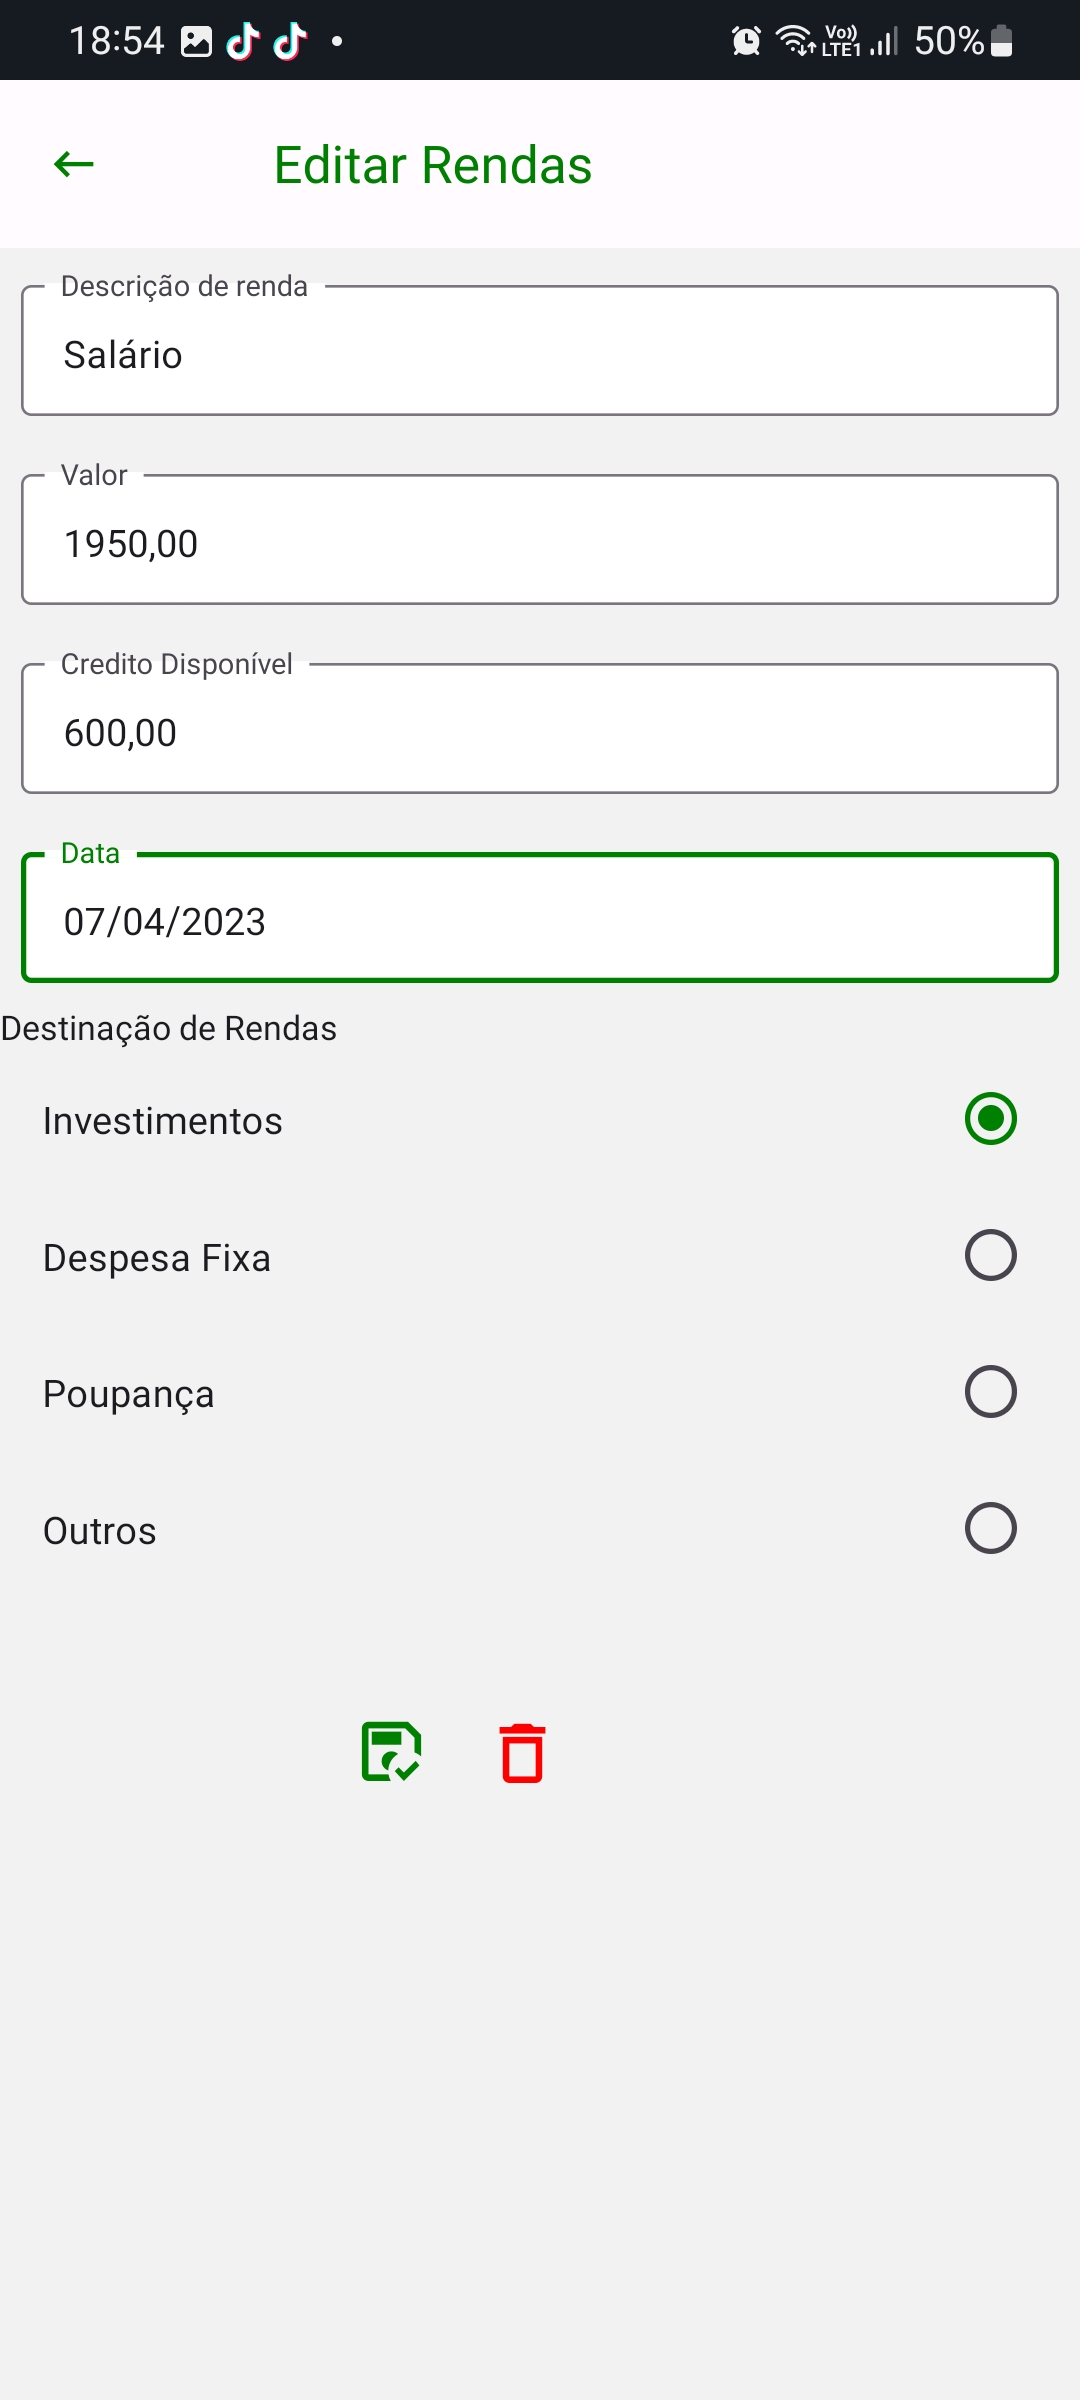 18:54
Vo)) LTE1 50%
Editar Rendas
Descrição de renda
Salário
Valor
1950,00
Credito Disponível
600,00
Data
07/04/2023
Destinação de Rendas
Investimentos
Despesa Fixa
Poupança
Outros